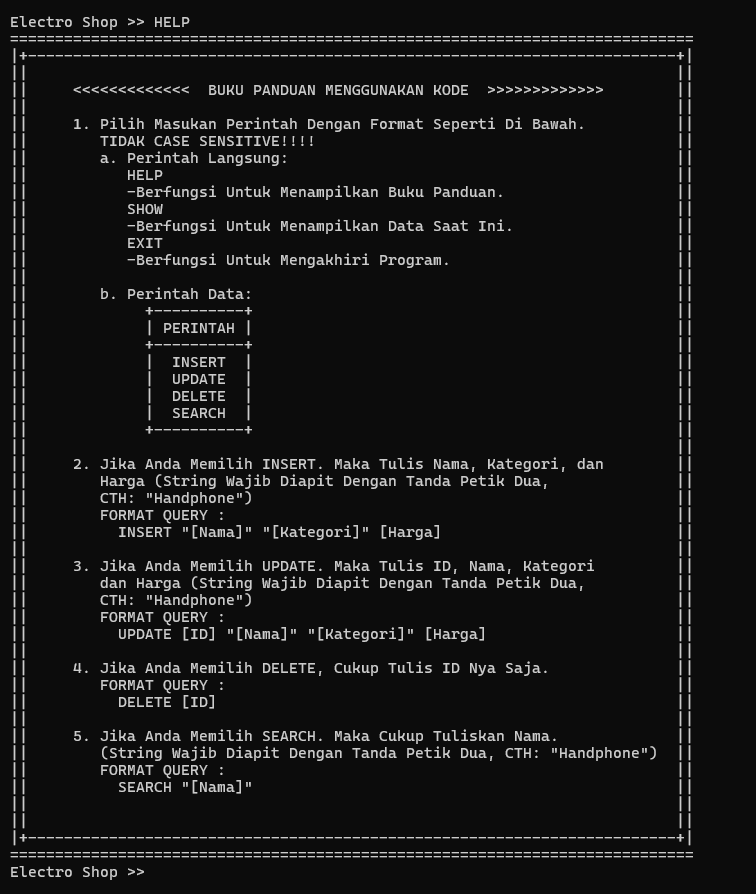 Electro Shop >> HELP
============================================================================
|+------------------------------------------------------------------------+|
<<<<<<<<<<<<< BUKU PANDUAN MENGGUNAKAN KODE >>>>>>>>>>>>>
1. Pilih Masukan Perintah Dengan Format Seperti Di Bawah.
TIDAK CASE SENSITIVE!!!!
a. Perintah Langsung:
HELP
-Berfungsi Untuk Menampilkan Buku Panduan.
SHOW
-Berfungsi Untuk Menampilkan Data Saat Ini.
EXIT
-Berfungsi Untuk Mengakhiri Program.
b. Perintah Data:
+----------+
| PERINTAH |
+----------+
| INSERT |
| UPDATE |
| DELETE |
| SEARCH |
+----------+
2. Jika Anda Memilih INSERT. Maka Tulis Nama, Kategori, dan
Harga (String Wajib Diapit Dengan Tanda Petik Dua,
CTH: "Handphone")
FORMAT QUERY :
INSERT "[Nama]" "[Kategori]" [Harga]
3. Jika Anda Memilih UPDATE. Maka Tulis ID, Nama, Kategori
dan Harga (String Wajib Diapit Dengan Tanda Petik Dua,
CTH: "Handphone")
FORMAT QUERY :
UPDATE [ID] "[Nama]" "[Kategori]" [Harga]
4. Jika Anda Memilih DELETE, Cukup Tulis ID Nya Saja.
FORMAT QUERY :
DELETE [ID]
5. Jika Anda Memilih SEARCH. Maka Cukup Tuliskan Nama.
(String Wajib Diapit Dengan Tanda Petik Dua, CTH: "Handphone")
FORMAT QUERY :
SEARCH "[Nama]"
|+------------------------------------------------------------------------+|
============================================================================
Electro Shop >>